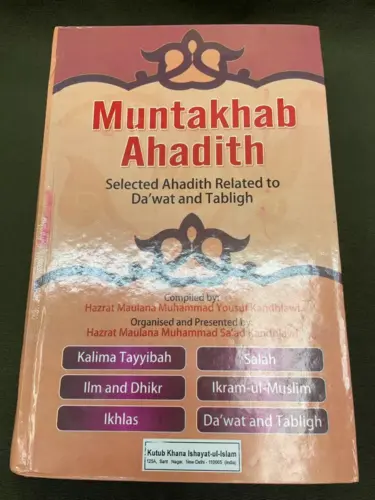 Muntakhab
Ahadith
Selected Ahadith Related to
Da'wat and Tabligh
Compiled by:
Hazrat Maulana Muhammad Yousuf Kandhlawi
Organised and Presented by:
Hazrat Maulana Muhammad Sa'ad Kandhlawi
Kalima Tayyibah
Salah
Ilm and Dhikr
Ikram-ul-Muslim
Ikhlas
Da'wat and Tabligh
Kutub Khana Ishayat-ul-Islam